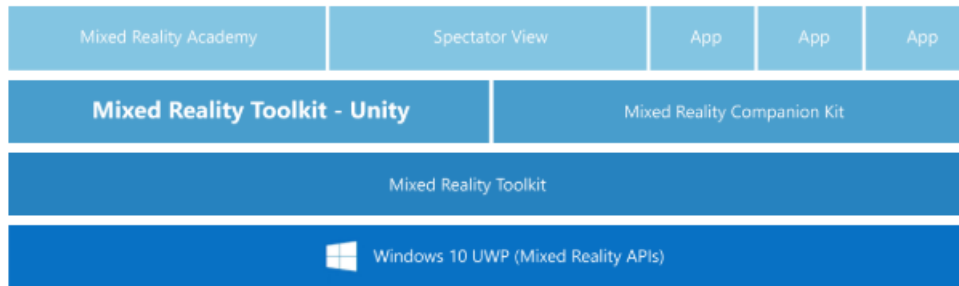 Mixed Reality Academy
Spectator View
App
App
App
Mixed Reality Toolkit - Unity
Mixed Reality Companion Kit
Mixed Reality Toolkit
Windows 10 UWP (Mixed Reality APIs)